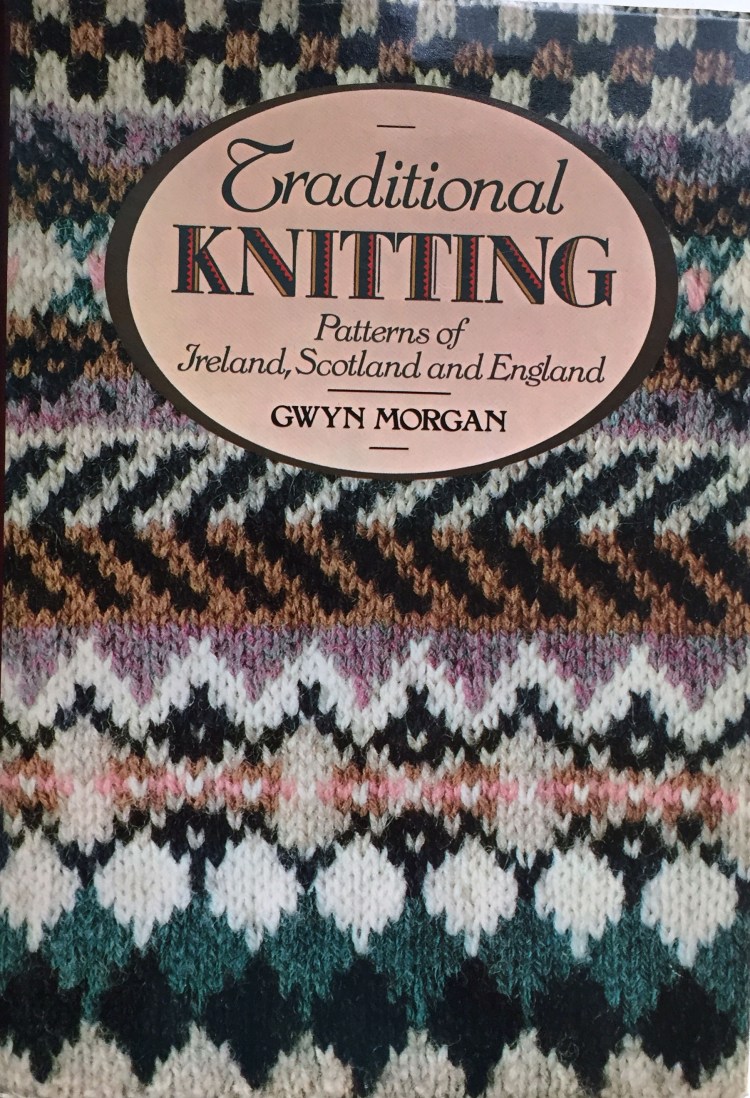 Traditional
KNITTING
Patterns of
Ireland, Scotland and England
GWYN MORGAN